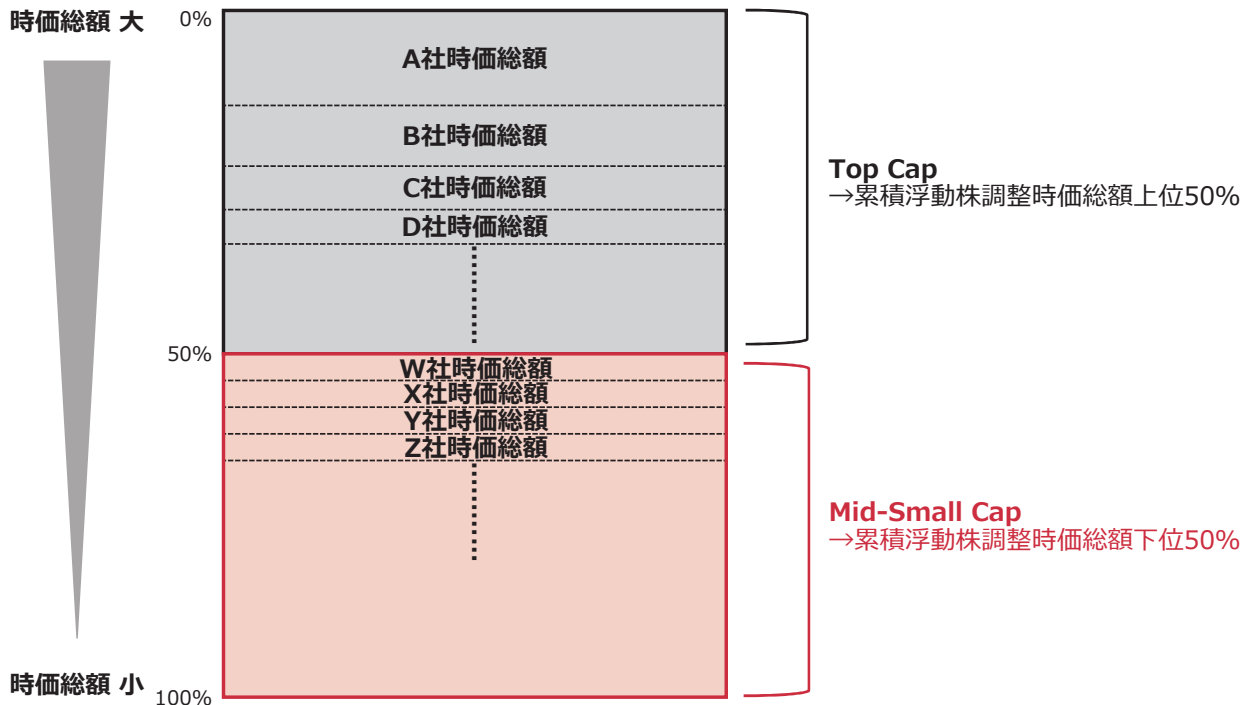 時価総額 大
0%
A社時価総額
B社時価総額
C社時価総額
D社時価総額
Top Cap
→累積浮動株調整時価総額上位50%
50%
W社時価総額
X社時価総額
Y社時価総額
Z社時価総額
Mid-Small Cap
→累積浮動株調整時価総額下位50%
時価総額 小
100%